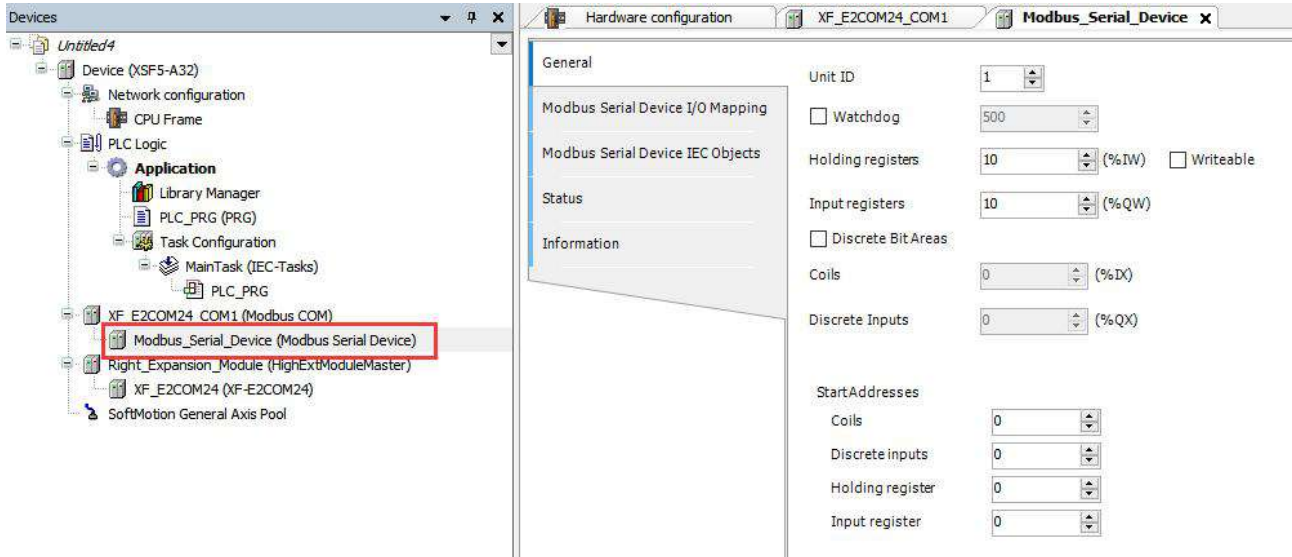 Devices
Untitled4
Device (XSF5-A32)
Network configuration
CPU Frame
PLC Logic
Application
Library Manager
PLC_PRG (PRG)
Task Configuration
MainTask (IEC-Tasks)
PLC_PRG
XF_E2COM24_COM1 (Modbus COM)
Modbus_Serial_Device (Modbus Serial Device)
Right_Expansion_Module (HighExtModuleMaster)
XF_E2COM24 (XF-E2COM24)
SoftMotion General Axis Pool
Hardware configuration XF_E2COM24_COM1 Modbus_Serial_Device
General
Modbus Serial Device I/O Mapping
Modbus Serial Device IEC Objects
Status
Information
Unit ID 1
Watchdog 500
Holding registers 10 (%IW) Writeable
Input registers 10 (%QW)
Discrete Bit Areas
Coils 0 (%IX)
Discrete Inputs 0 (%QX)
StartAddresses
Coils 0
Discrete inputs 0
Holding register 0
Input register 0